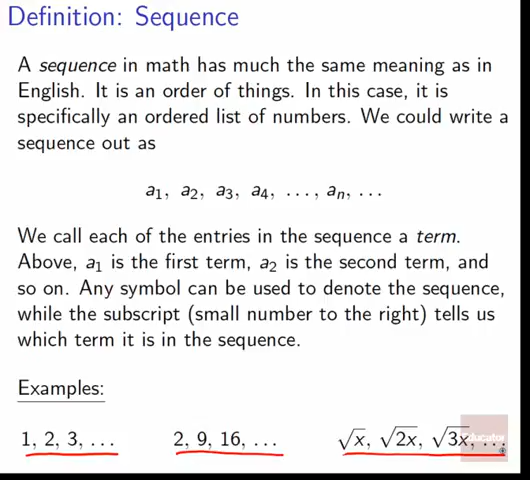 Definition: Sequence
A sequence in math has much the same meaning as in
English. It is an order of things. In this case, it is
specifically an ordered list of numbers. We could write a
sequence out as
a₁, a₂, a₃, a₄, ..., aₙ, ...
We call each of the entries in the sequence a term.
Above, a₁ is the first term, a₂ is the second term, and
so on. Any symbol can be used to denote the sequence,
while the subscript (small number to the right) tells us
which term it is in the sequence.
Examples:
1, 2, 3, ... 2, 9, 16, ... √x, √2x, √3x, ...
Educator